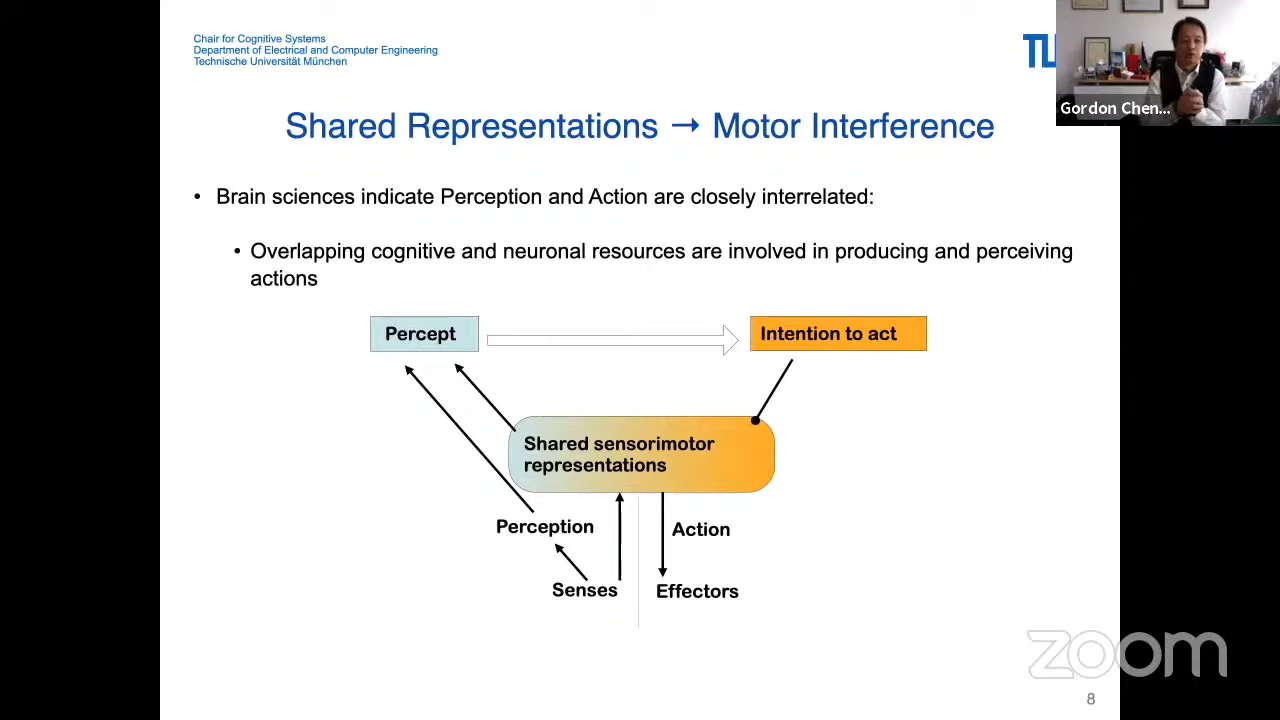 Chair for Cognitive Systems
Department of Electrical and Computer Engineering
Technische Universität München
TU
Gordon Chen...
Shared Representations → Motor Interference
• Brain sciences indicate Perception and Action are closely interrelated:
• Overlapping cognitive and neuronal resources are involved in producing and perceiving
actions
Percept
Intention to act
Shared sensorimotor
representations
Perception
Action
Senses
Effectors
zoom
8